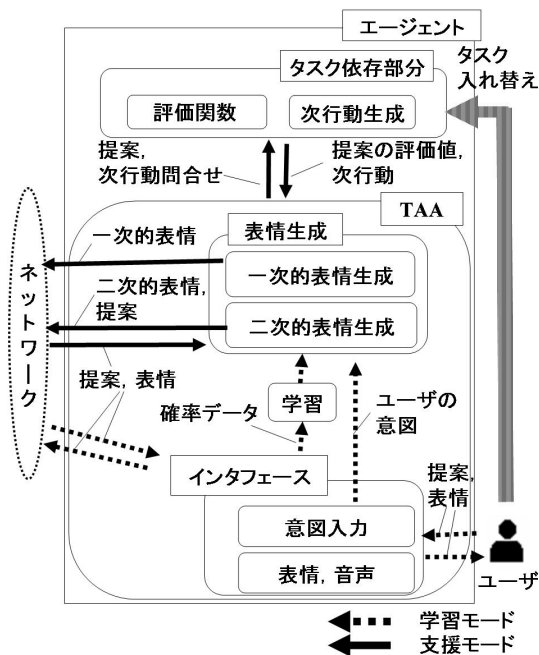 エージェント
タスク
入れ替え
タスク依存部分
評価関数
次行動生成
提案,
次行動問合せ
提案の評価値,
次行動
TAA
一次的表情
表情生成
一次的表情生成
二次的表情,
提案
二次的表情生成
ネットワーク
提案, 表情
学習
確率データ
ユーザの
意図
インタフェース
提案,
表情
意図入力
表情, 音声
ユーザ
学習モード
支援モード